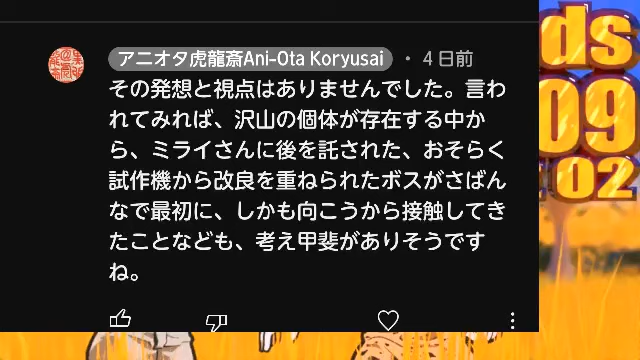 アニオタ虎龍斎Ani-Ota Koryusai ・ 4日前
その発想と視点はありませんでした。言わ
れてみれば、沢山の個体が存在する中か
ら、ミライさんに後を託された、おそらく
試作機から改良を重ねられたボスがさばん
なで最初に、しかも向こうから接触してき
たことなども、考え甲斐がありそうです
ね。
ds
09
02